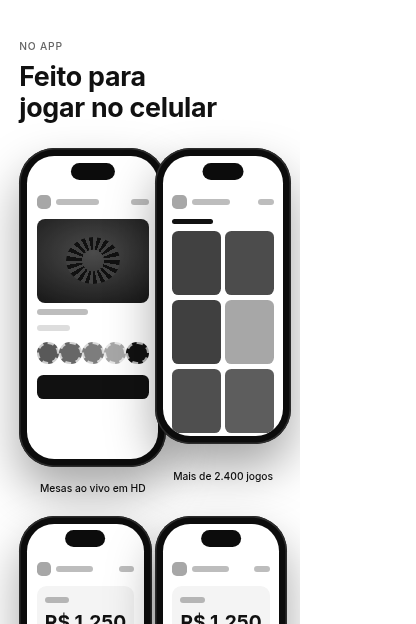 NO APP
Feito para
jogar no celular
Mais de 2.400 jogos
Mesas ao vivo em HD
R$ 1.250
R$ 1.250